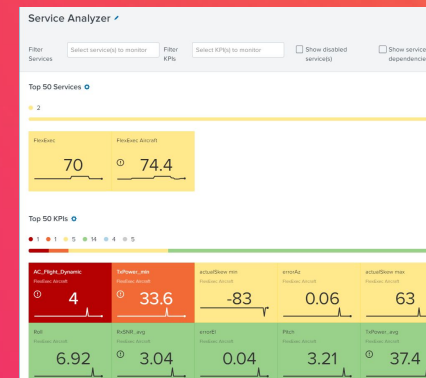 Service Analyzer
Filter Services
Select service(s) to monitor
Filter KPIs
Select KPI(s) to monitor
Show disabled service(s)
Show service dependencie
Top 50 Services
2
FlexExec
FlexExec Aircraft
70
74.4
Top 50 KPIs
1 1 5 14 4 5
AC_Flight_Dynamic
TxPower_min
actualSkew min
errorAz
actualSkew max
FlexExec Aircraft
FlexExec Aircraft
FlexExec Aircraft
FlexExec Aircraft
FlexExec Aircraft
4
33.6
-83
0.06
63
Roll
RxSNR_avg
errorEl
Pitch
TxPower_avg
FlexExec Aircraft
FlexExec Aircraft
FlexExec Aircraft
FlexExec Aircraft
FlexExec Aircraft
6.92
3.04
0.04
3.21
37.4